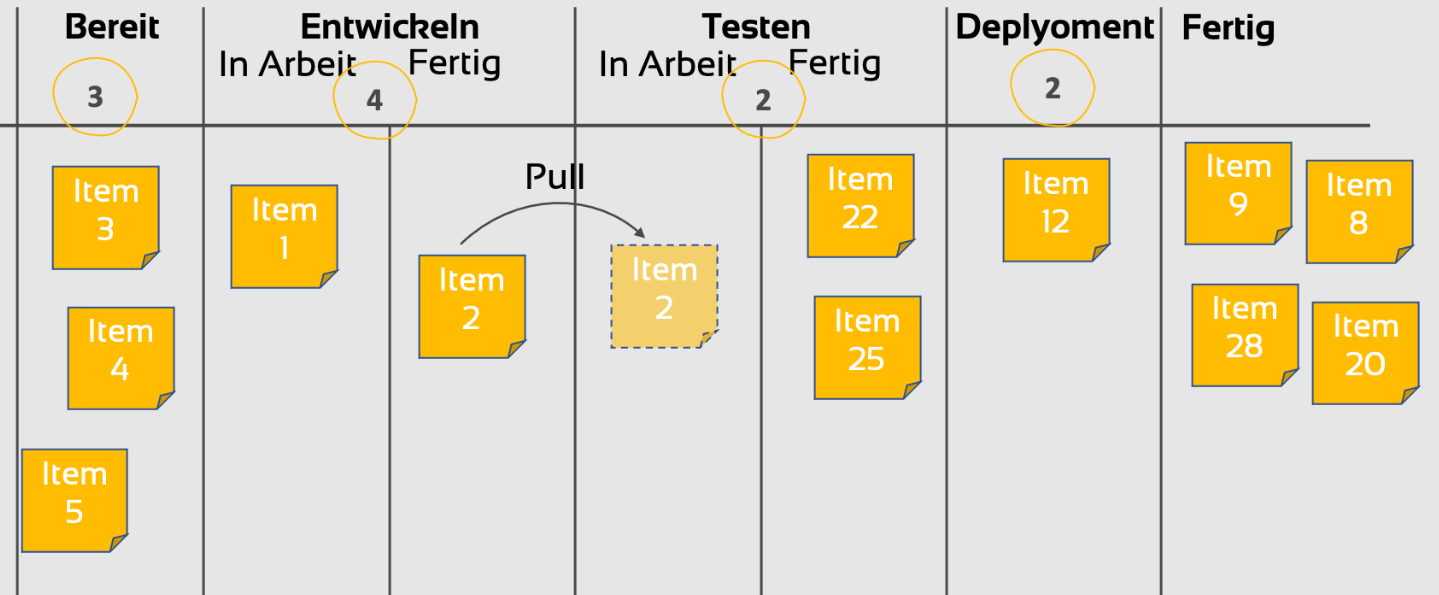 Bereit
Entwickeln
Testen
Deplyoment
Fertig
In Arbeit
Fertig
In Arbeit
Fertig
3
4
2
2
Pull
Item
3
Item
4
Item
5
Item
1
Item
2
Item
2
Item
22
Item
25
Item
12
Item
9
Item
8
Item
28
Item
20